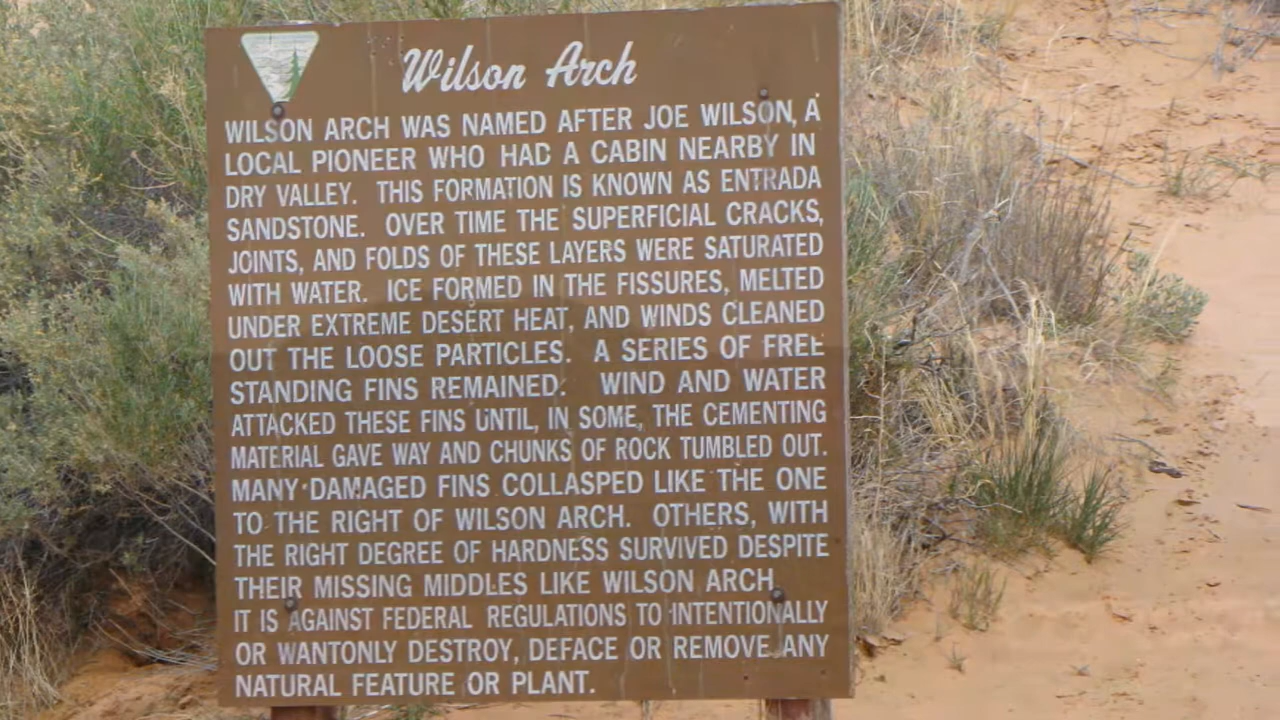 Wilson Arch
WILSON ARCH WAS NAMED AFTER JOE WILSON, A
LOCAL PIONEER WHO HAD A CABIN NEARBY IN
DRY VALLEY. THIS FORMATION IS KNOWN AS ENTRADA
SANDSTONE. OVER TIME THE SUPERFICIAL CRACKS,
JOINTS, AND FOLDS OF THESE LAYERS WERE SATURATED
WITH WATER. ICE FORMED IN THE FISSURES, MELTED
UNDER EXTREME DESERT HEAT, AND WINDS CLEANED
OUT THE LOOSE PARTICLES. A SERIES OF FREE
STANDING FINS REMAINED. WIND AND WATER
ATTACKED THESE FINS UNTIL, IN SOME, THE CEMENTING
MATERIAL GAVE WAY AND CHUNKS OF ROCK TUMBLED OUT.
MANY DAMAGED FINS COLLASPED LIKE THE ONE
TO THE RIGHT OF WILSON ARCH. OTHERS, WITH
THE RIGHT DEGREE OF HARDNESS SURVIVED DESPITE
THEIR MISSING MIDDLES LIKE WILSON ARCH
IT IS AGAINST FEDERAL REGULATIONS TO INTENTIONALLY
OR WANTONLY DESTROY, DEFACE OR REMOVE ANY
NATURAL FEATURE OR PLANT.